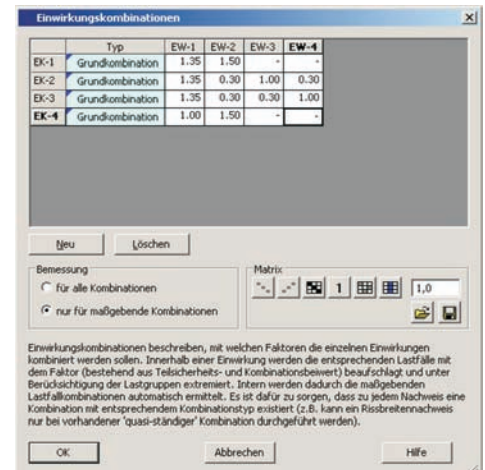 Einwirkungskombinationen
Typ EW-1 EW-2 EW-3 EW-4
EK-1 Grundkombination 1.35 1.50 - -
EK-2 Grundkombination 1.35 0.30 1.00 0.30
EK-3 Grundkombination 1.35 0.30 0.30 1.00
EK-4 Grundkombination 1.00 1.50 - -
Neu Löschen
Bemessung Matrix
für alle Kombinationen 1 1,0
nur für maßgebende Kombinationen
Einwirkungskombinationen beschreiben, mit welchen Faktoren die einzelnen Einwirkungen
kombiniert werden sollen. Innerhalb einer Einwirkung werden die entsprechenden Lastfälle mit
dem Faktor (bestehend aus Teilsicherheits- und Kombinationsbeiwert) beaufschlagt und unter
Berücksichtigung der Lastgruppen extremiert. Intern werden dadurch die maßgebenden
Lastfallkombinationen automatisch ermittelt. Es ist dafür zu sorgen, dass zu jedem Nachweis eine
Kombination mit entsprechendem Kombinationstyp existiert (z.B. kann ein Rissbreitennachweis
nur bei vorhandener 'quasi-ständiger' Kombination durchgeführt werden).
OK Abbrechen Hilfe